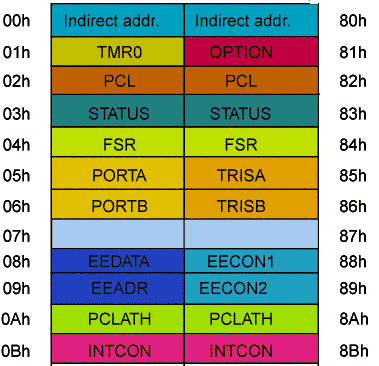 00h Indirect addr. Indirect addr. 80h
01h TMR0 OPTION 81h
02h PCL PCL 82h
03h STATUS STATUS 83h
04h FSR FSR 84h
05h PORTA TRISA 85h
06h PORTB TRISB 86h
07h 87h
08h EEDATA EECON1 88h
09h EEADR EECON2 89h
0Ah PCLATH PCLATH 8Ah
0Bh INTCON INTCON 8Bh